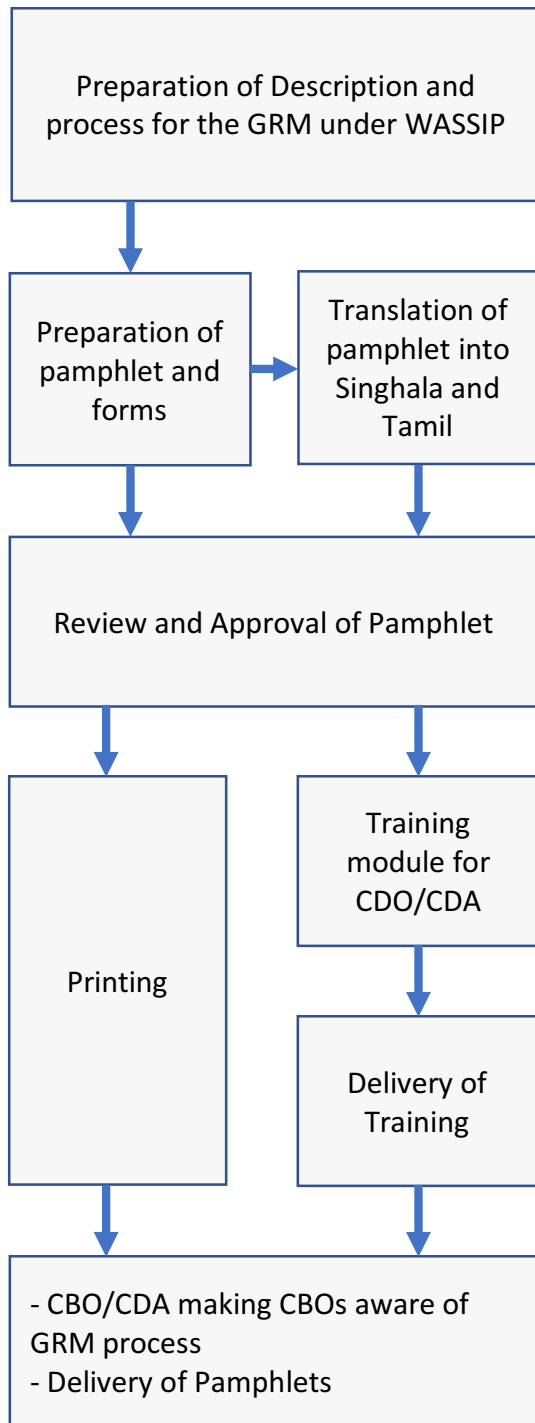 Preparation of Description and
process for the GRM under WASSIP
Preparation of
pamphlet and
forms
Translation of
pamphlet into
Singhala and
Tamil
Review and Approval of Pamphlet
Printing
Training
module for
CDO/CDA
Delivery of
Training
- CBO/CDA making CBOs aware of
GRM process
- Delivery of Pamphlets